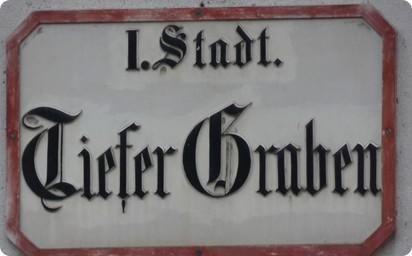 I. Stadt.
Tiefer Graben